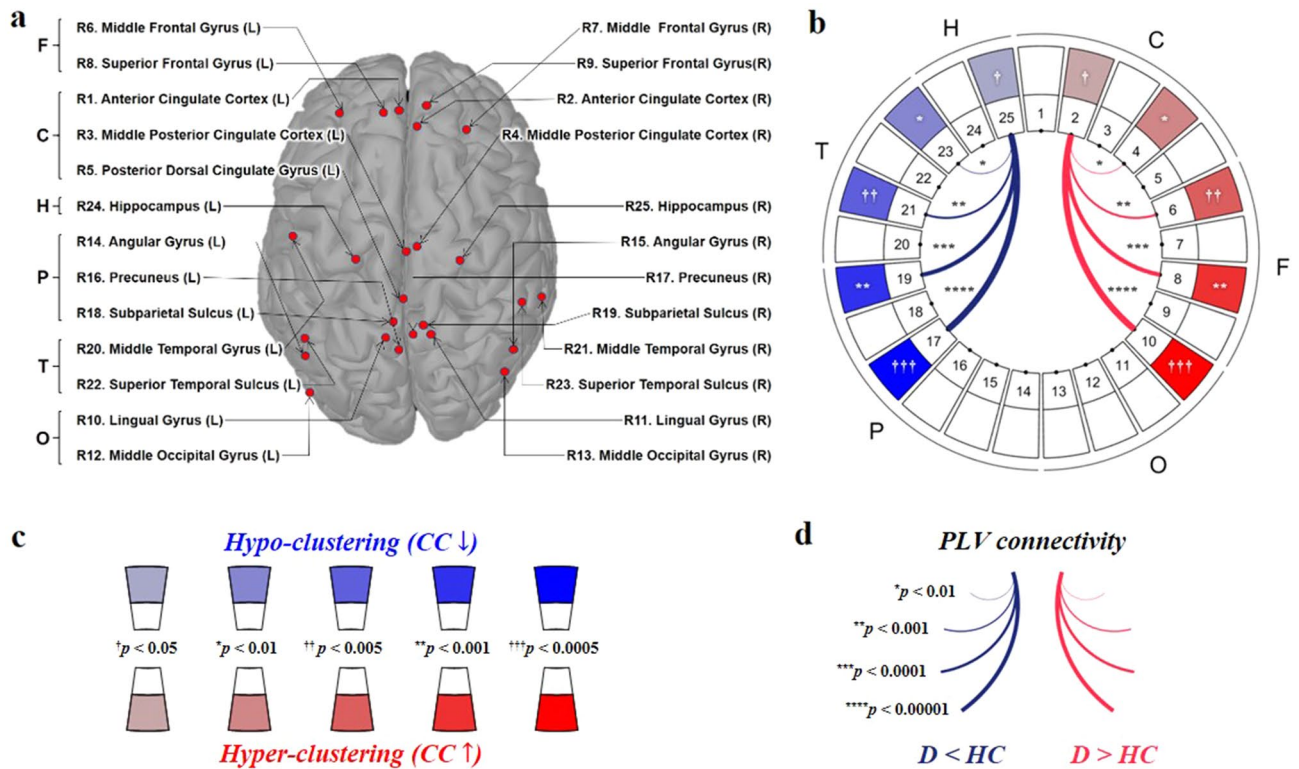 a
F
R6. Middle Frontal Gyrus (L)
R8. Superior Frontal Gyrus (L)
C
R1. Anterior Cingulate Cortex (L)
R3. Middle Posterior Cingulate Cortex (L)
R5. Posterior Dorsal Cingulate Gyrus (L)
H
R24. Hippocampus (L)
P
R14. Angular Gyrus (L)
R16. Precuneus (L)
R18. Subparietal Sulcus (L)
T
R20. Middle Temporal Gyrus (L)
R22. Superior Temporal Sulcus (L)
O
R10. Lingual Gyrus (L)
R12. Middle Occipital Gyrus (L)
R7. Middle Frontal Gyrus (R)
R9. Superior Frontal Gyrus(R)
R2. Anterior Cingulate Cortex (R)
R4. Middle Posterior Cingulate Cortex (R)
R25. Hippocampus (R)
R15. Angular Gyrus (R)
R17. Precuneus (R)
R19. Subparietal Sulcus (R)
R21. Middle Temporal Gyrus (R)
R23. Superior Temporal Sulcus (R)
R11. Lingual Gyrus (R)
R13. Middle Occipital Gyrus (R)
b
H
C
T
F
P
O
1
2
3
4
5
6
7
8
9
10
11
12
13
14
15
16
17
18
19
20
21
22
23
24
25
†
*
††
**
†††
†††
**
††
*
†
*
**
***
****
*
**
***
****
c
Hypo-clustering (CC ↓)
†p < 0.05 *p < 0.01 ††p < 0.005 **p < 0.001 †††p < 0.0005
Hyper-clustering (CC ↑)
d
PLV connectivity
*p < 0.01
**p < 0.001
***p < 0.0001
****p < 0.00001
D < HC D > HC